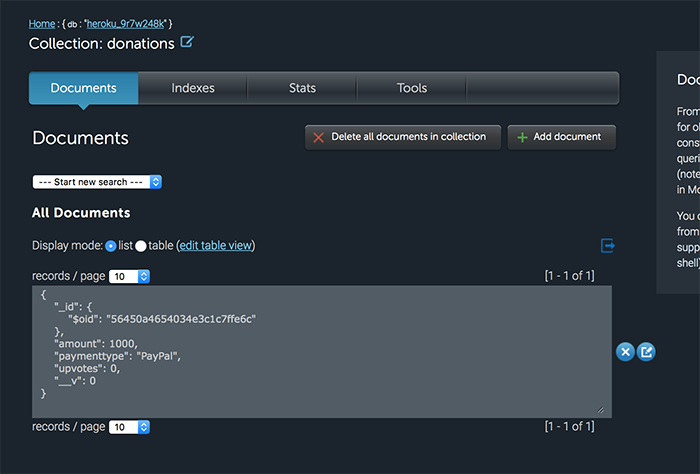 Home : { db : "heroku_9r7w248k" }
Collection: donations
Documents Indexes Stats Tools
Documents
Delete all documents in collection
Add document
--- Start new search ---
All Documents
Display mode: list table (edit table view)
records / page 10 [1 - 1 of 1]
{
"_id": {
"$oid": "56450a4654034e3c1c7ffe6c"
},
"amount": 1000,
"paymenttype": "PayPal",
"upvotes": 0,
"__v": 0
}
records / page 10 [1 - 1 of 1]
Doc
From
for ob
cons
queri
(note
in Mo
You c
from
supp
shell)